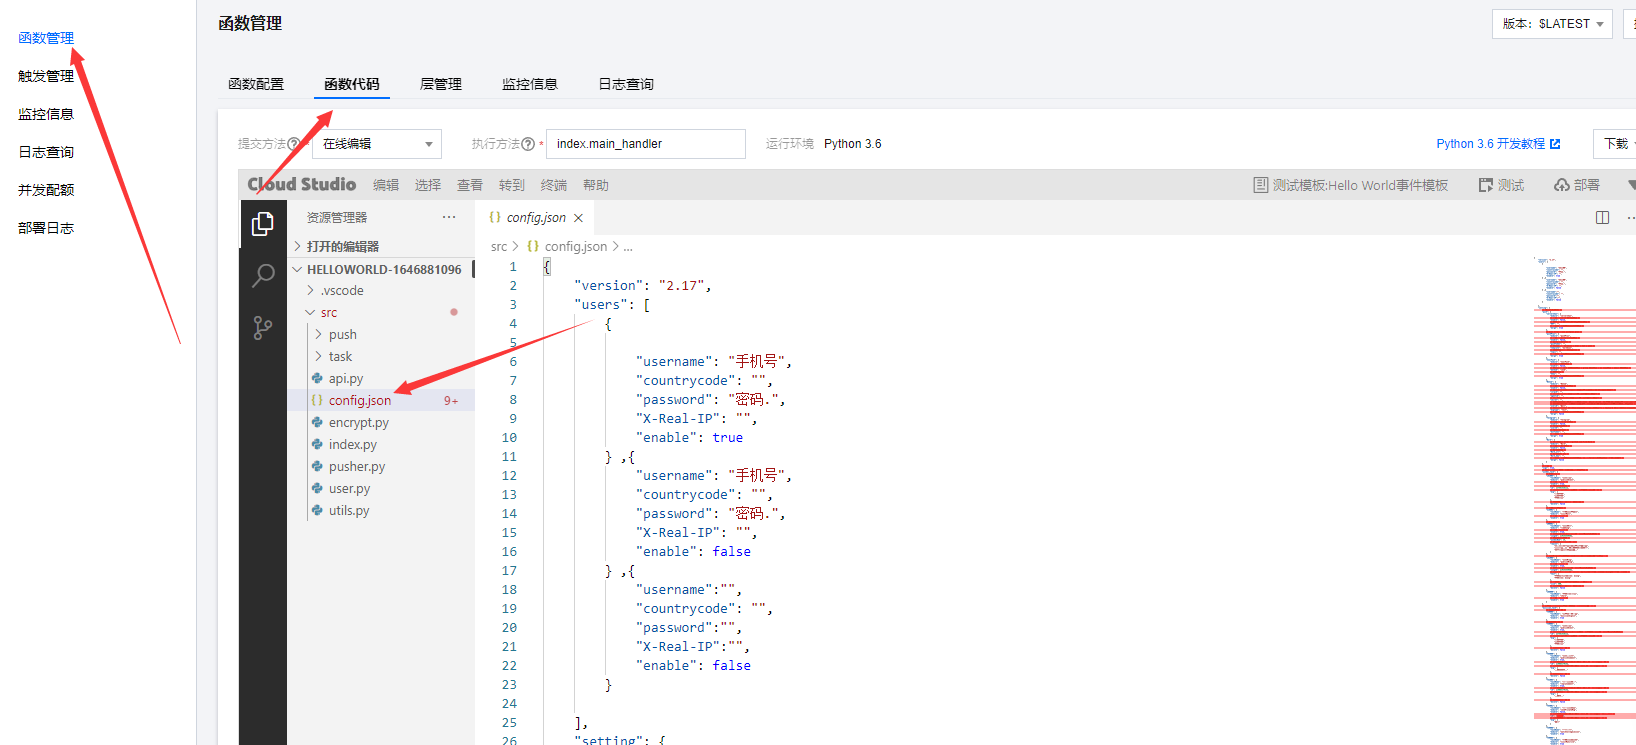 函数管理
触发管理
监控信息
日志查询
并发配额
部署日志
函数管理
版本：$LATEST
函数配置 函数代码 层管理 监控信息 日志查询
提交方法 * 在线编辑 执行方法 * index.main_handler 运行环境 Python 3.6 Python 3.6 开发教程 下载
Cloud Studio 编辑 选择 查看 转到 终端 帮助 测试模板:Hello World事件模板 测试 部署
资源管理器 ...
打开的编辑器
HELLOWORLD-1646881096
.vscode
src
push
task
api.py
{} config.json 9+
encrypt.py
index.py
pusher.py
user.py
utils.py
{} config.json ×
src > {} config.json > ...
1 {
2 "version": "2.17",
3 "users": [
4 {
5
6 "username": "手机号",
7 "countrycode": "",
8 "password": "密码.",
9 "X-Real-IP": "",
10 "enable": true
11 } ,{
12 "username": "手机号",
13 "countrycode": "",
14 "password": "密码.",
15 "X-Real-IP": "",
16 "enable": false
17 } ,{
18 "username":"",
19 "countrycode": "",
20 "password":"",
21 "X-Real-IP":"",
22 "enable": false
23 }
24
25 ],
26 "setting": {